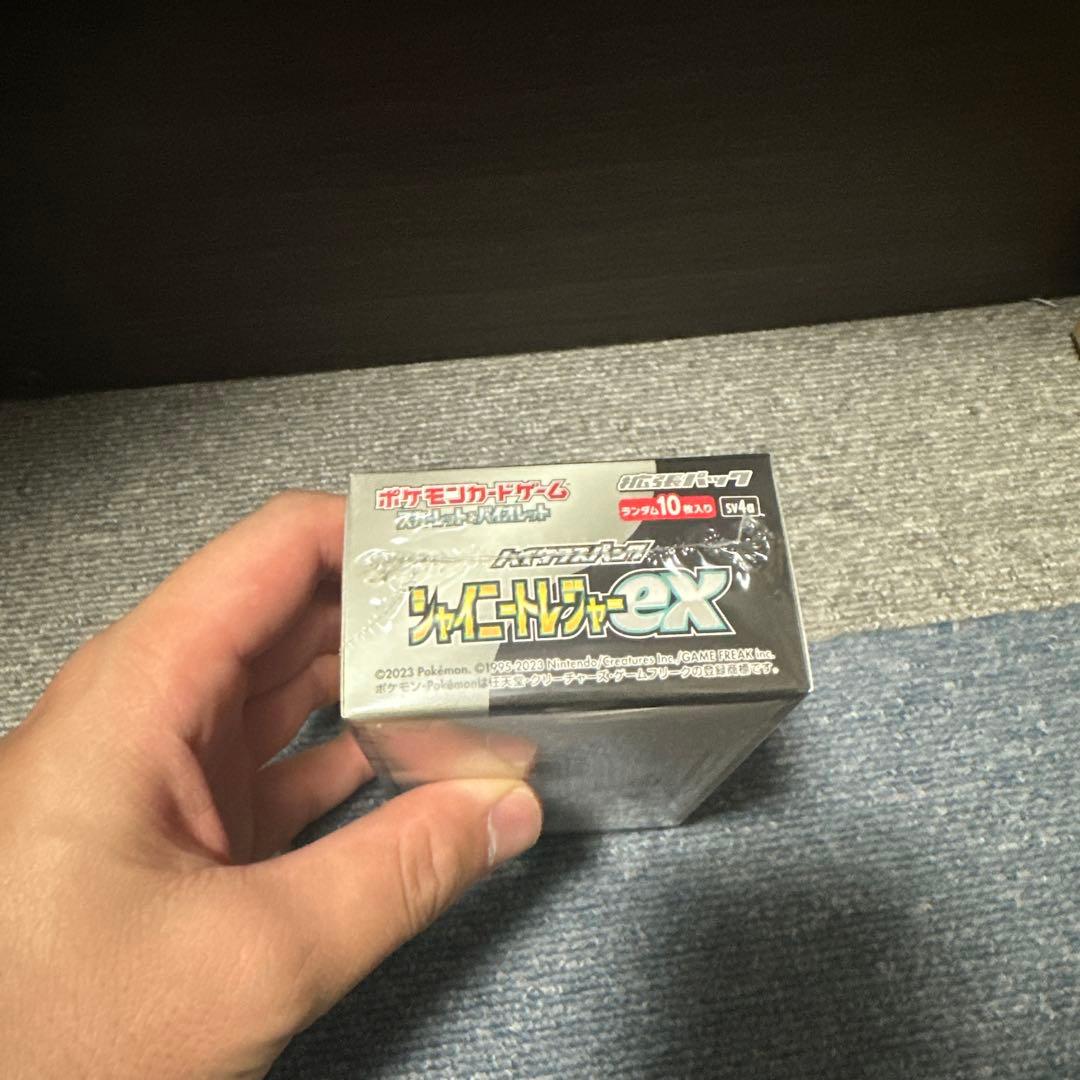 ポケモンカードゲーム
スカーレット&バイオレット
拡張パック
ランダム10枚入り
SV4a
ハイクラスパック
シャイニートレジャーex
©2023 Pokémon. ©1995-2023 Nintendo/Creatures Inc./GAME FREAK inc.
ポケモン・Pokémonは任天堂・クリーチャーズ・ゲームフリークの登録商標です。